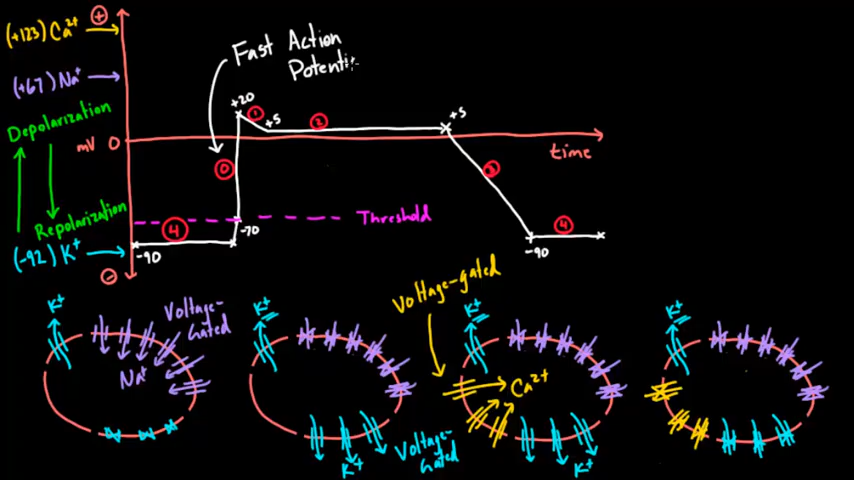 +
(+123) Ca2+
(+67) Na+
Depolarization
mV 0
Repolarization
(-92) K+
-
Fast Action
Potenti
+20
1
+5
2
+5
0
3
time
Threshold
4
-70
-90
4
-90
K+
Voltage-
Gated
Na+
K+
Voltage-
Gated
K+
Voltage-gated
K+
Ca2+
K+
K+